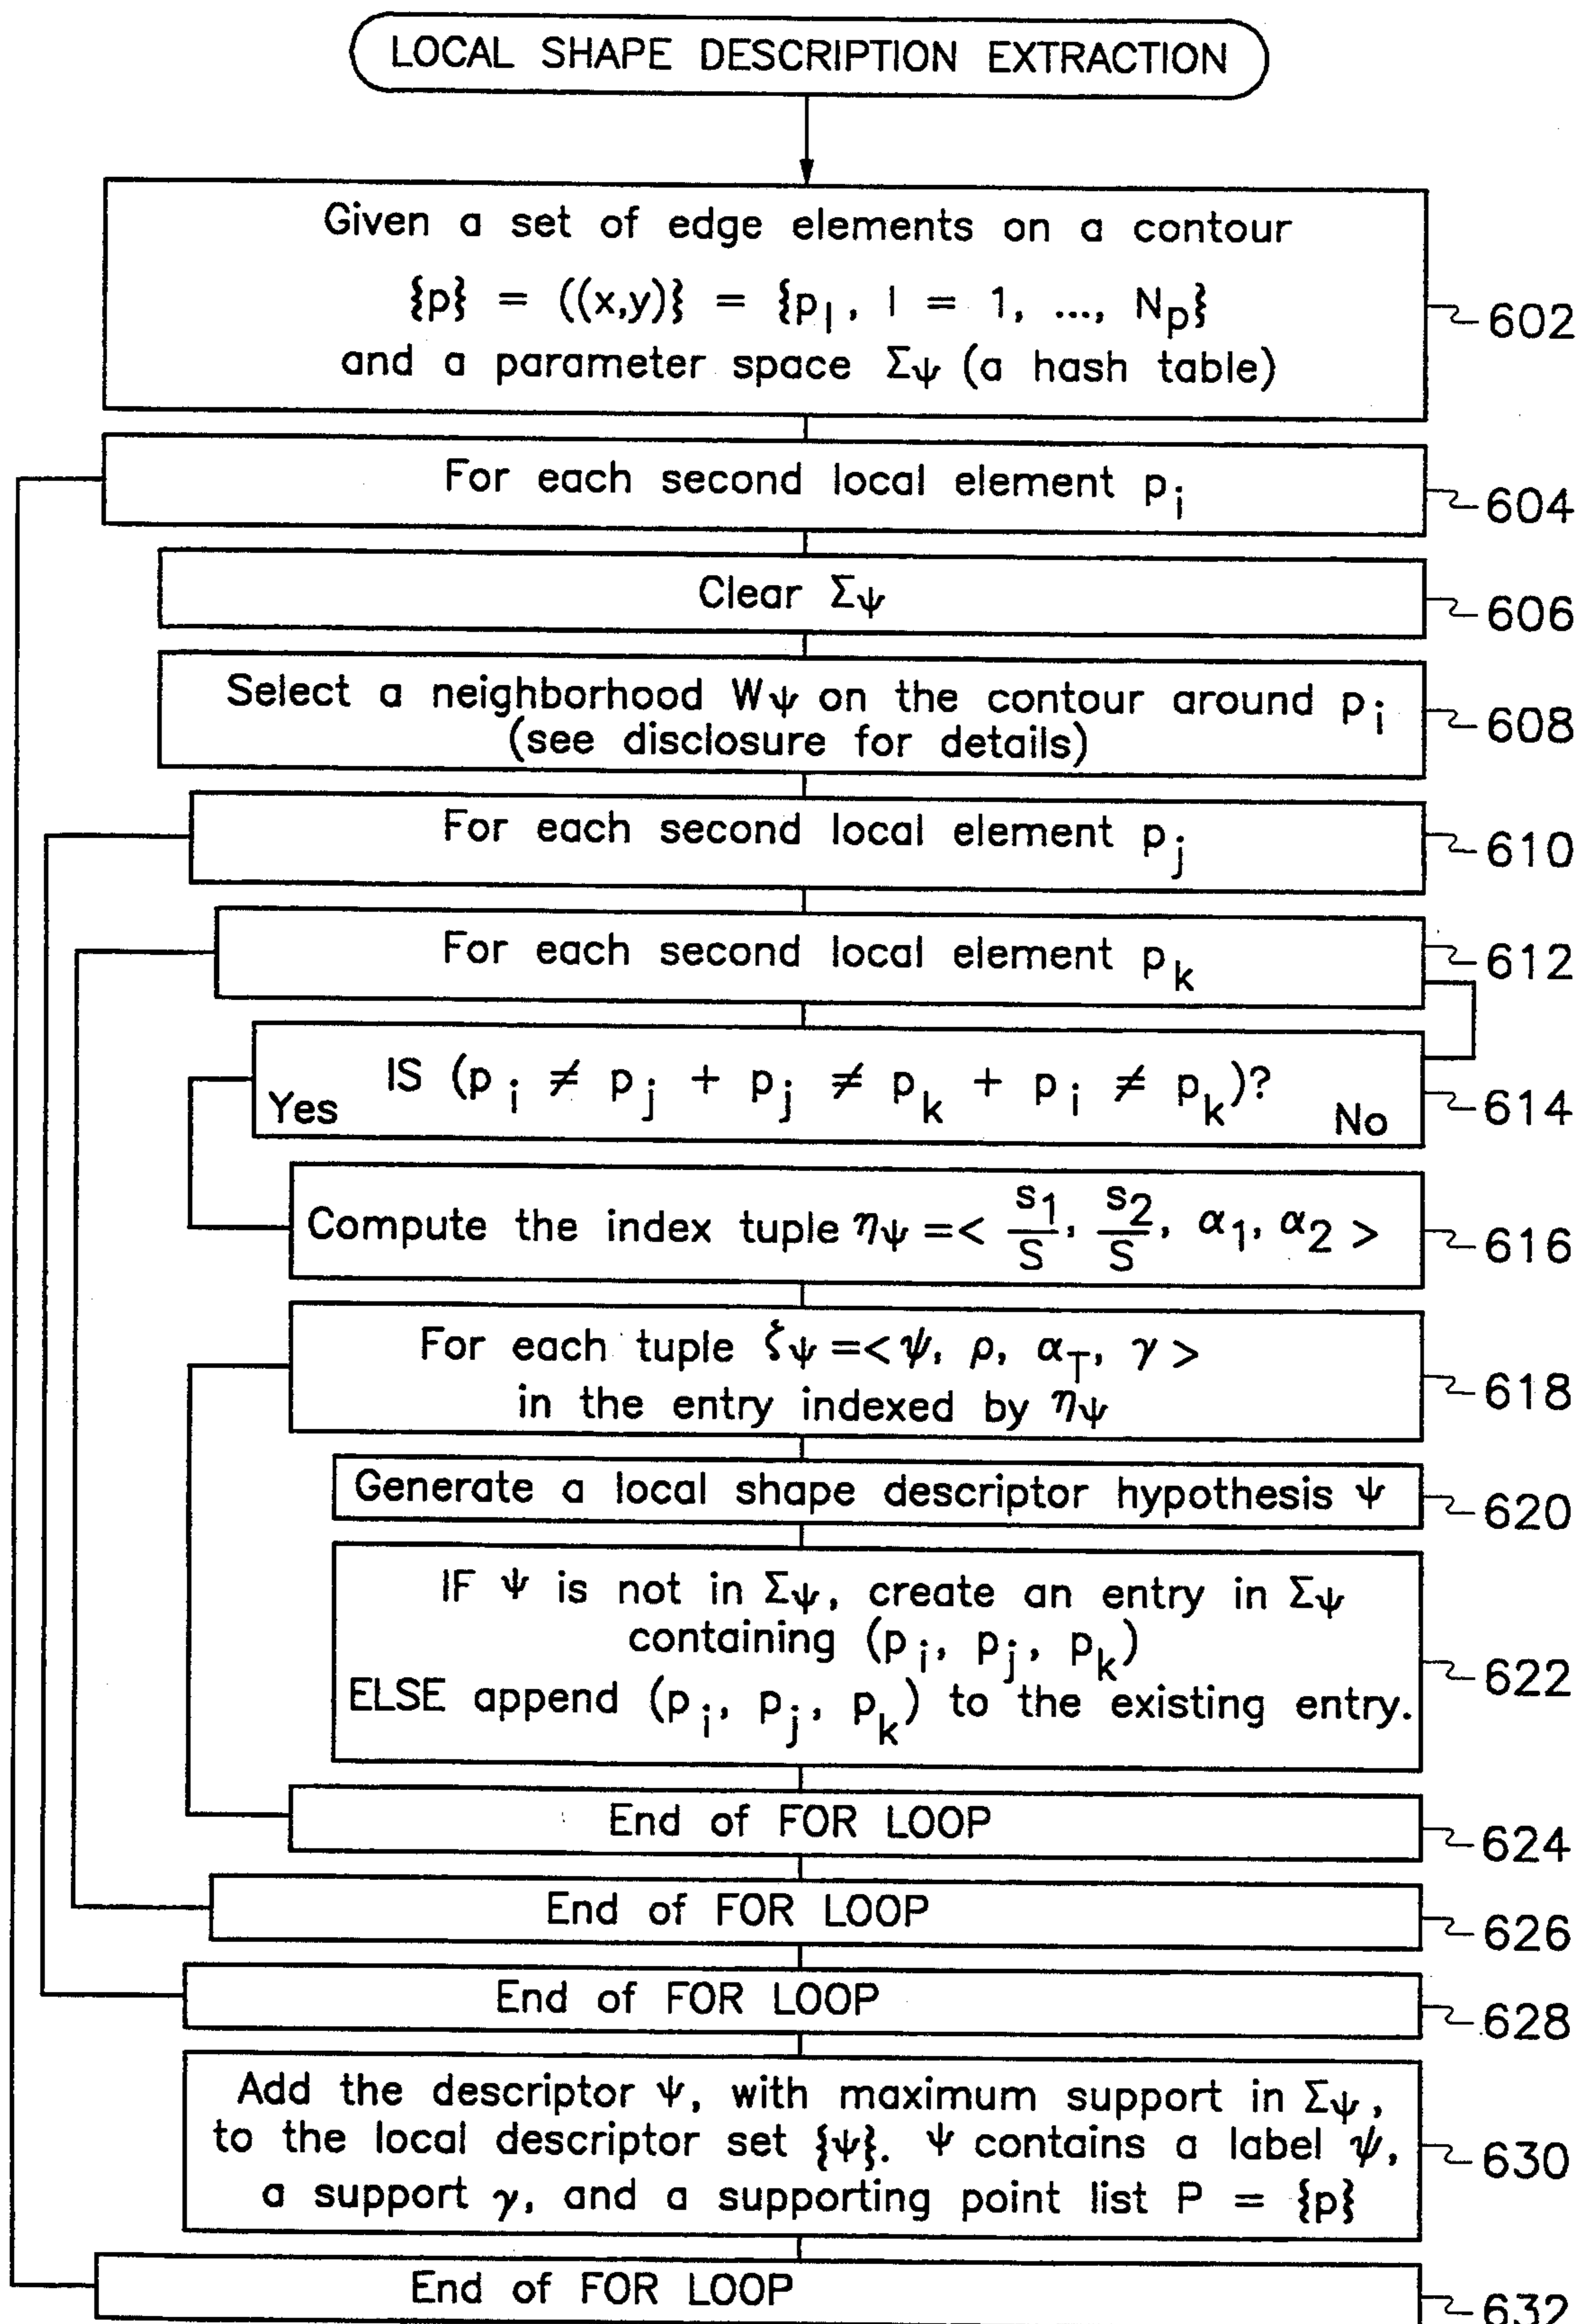 LOCAL SHAPE DESCRIPTION EXTRACTION
Given a set of edge elements on a contour
{p} = ((x,y)} = {p_l, l = 1, ..., N_p}
602
and a parameter space Σψ (a hash table)
For each second local element p_i
604
Clear Σψ
606
Select a neighborhood Wψ on the contour around p_i
(see disclosure for details)
608
For each second local element p_j
610
For each second local element p_k
612
IS (p_i ≠ p_j + p_j ≠ p_k + p_i ≠ p_k)?
Yes
No
614
Compute the index tuple ηψ =< s1/S, s2/S, α1, α2 >
616
For each tuple ζψ =< ψ, ρ, α_T, γ >
in the entry indexed by ηψ
618
Generate a local shape descriptor hypothesis ψ
620
IF ψ is not in Σψ, create an entry in Σψ
containing (p_i, p_j, p_k)
ELSE append (p_i, p_j, p_k) to the existing entry.
622
End of FOR LOOP
624
End of FOR LOOP
626
End of FOR LOOP
628
Add the descriptor ψ, with maximum support in Σψ,
to the local descriptor set {ψ}. ψ contains a label ψ,
a support γ, and a supporting point list P = {p}
630
End of FOR LOOP
632